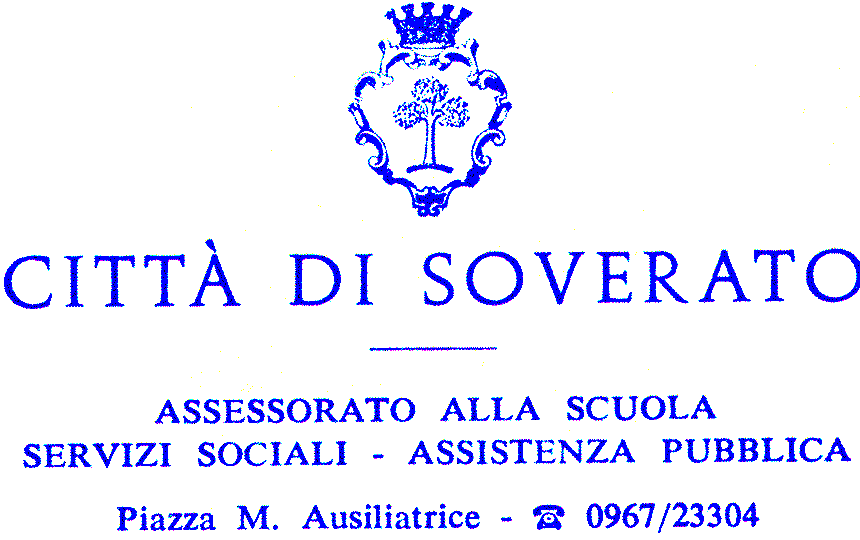 CITTÀ DI SOVERATO
ASSESSORATO ALLA SCUOLA
SERVIZI SOCIALI - ASSISTENZA PUBBLICA
Piazza M. Ausiliatrice - ☎ 0967/23304